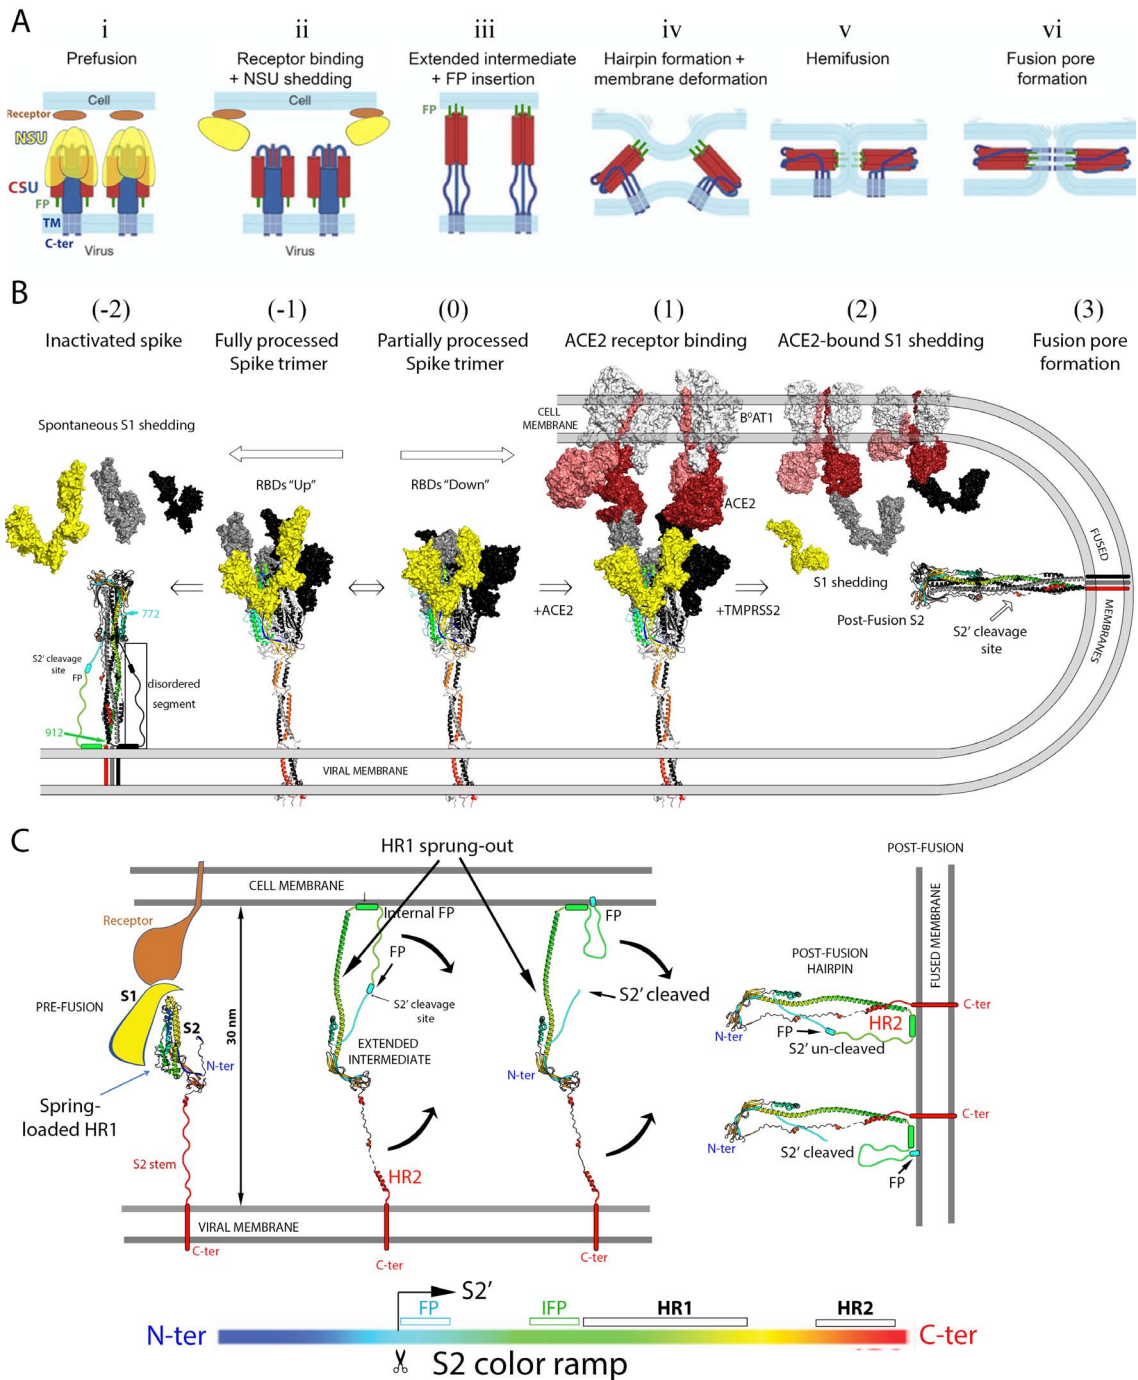 A
i
ii
iii
iv
v
vi
Prefusion
Receptor binding
+ NSU shedding
Extended intermediate
+ FP insertion
Hairpin formation +
membrane deformation
Hemifusion
Fusion pore
formation
Cell
Receptor
NSU
CSU
FP
TM
C-ter
Virus
Cell
Virus
FP
B
(-2)
(-1)
(0)
(1)
(2)
(3)
Inactivated spike
Fully processed
Spike trimer
Partially processed
Spike trimer
ACE2 receptor binding
ACE2-bound S1 shedding
Fusion pore
formation
Spontaneous S1 shedding
RBDs "Up"
RBDs "Down"
CELL
MEMBRANE
B⁰AT1
ACE2
772
S2' cleavage
site
FP
disordered
segment
912
+ACE2
+TMPRSS2
S1 shedding
Post-Fusion S2
S2' cleavage
site
FUSED
MEMBRANES
VIRAL MEMBRANE
C
HR1 sprung-out
POST-FUSION
CELL MEMBRANE
Receptor
Internal FP
FP
FP
S1
S2
PRE-FUSION
30 nm
S2' cleavage
site
S2' cleaved
EXTENDED
INTERMEDIATE
N-ter
N-ter
Spring-
loaded HR1
S2 stem
HR2
VIRAL MEMBRANE
C-ter
C-ter
C-ter
FUSED MEMBRANE
POST-FUSION
HAIRPIN
C-ter
HR2
FP
N-ter
S2' un-cleaved
C-ter
N-ter
S2' cleaved
FP
S2'
FP
IFP
HR1
HR2
N-ter
C-ter
S2 color ramp